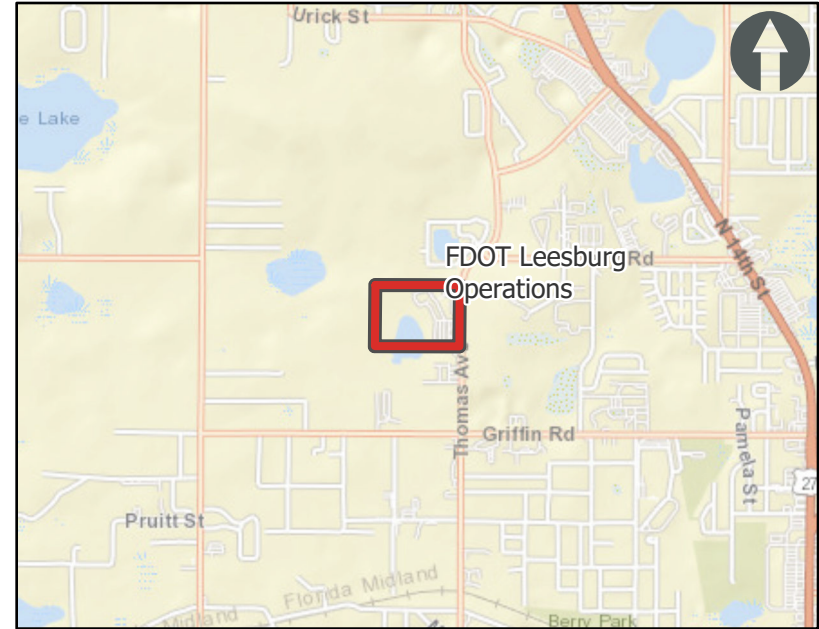 Urick St
e Lake
FDOT Leesburg
Operations
Rd
N 14th St
Thomas Ave
Griffin Rd
Pamela St
27
Pruitt St
Florida Midland
Midland
Berry Park